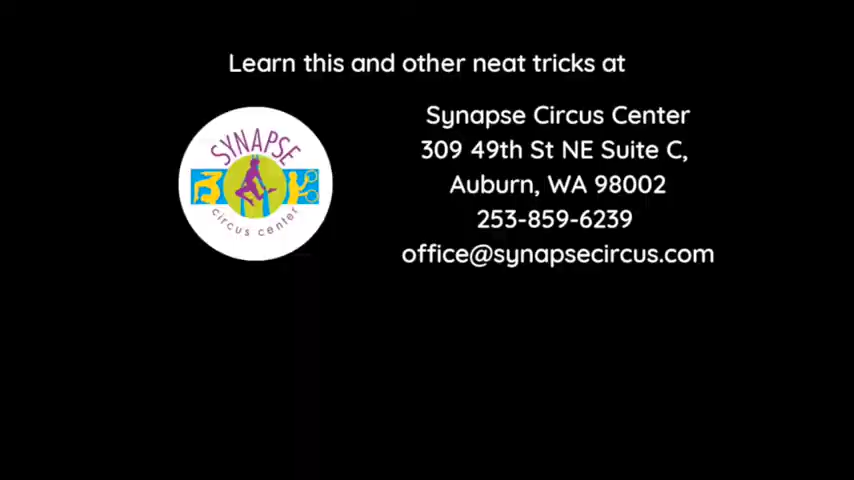 Learn this and other neat tricks at
SYNAPSE
circus center
Synapse Circus Center
309 49th St NE Suite C,
Auburn, WA 98002
253-859-6239
office@synapsecircus.com